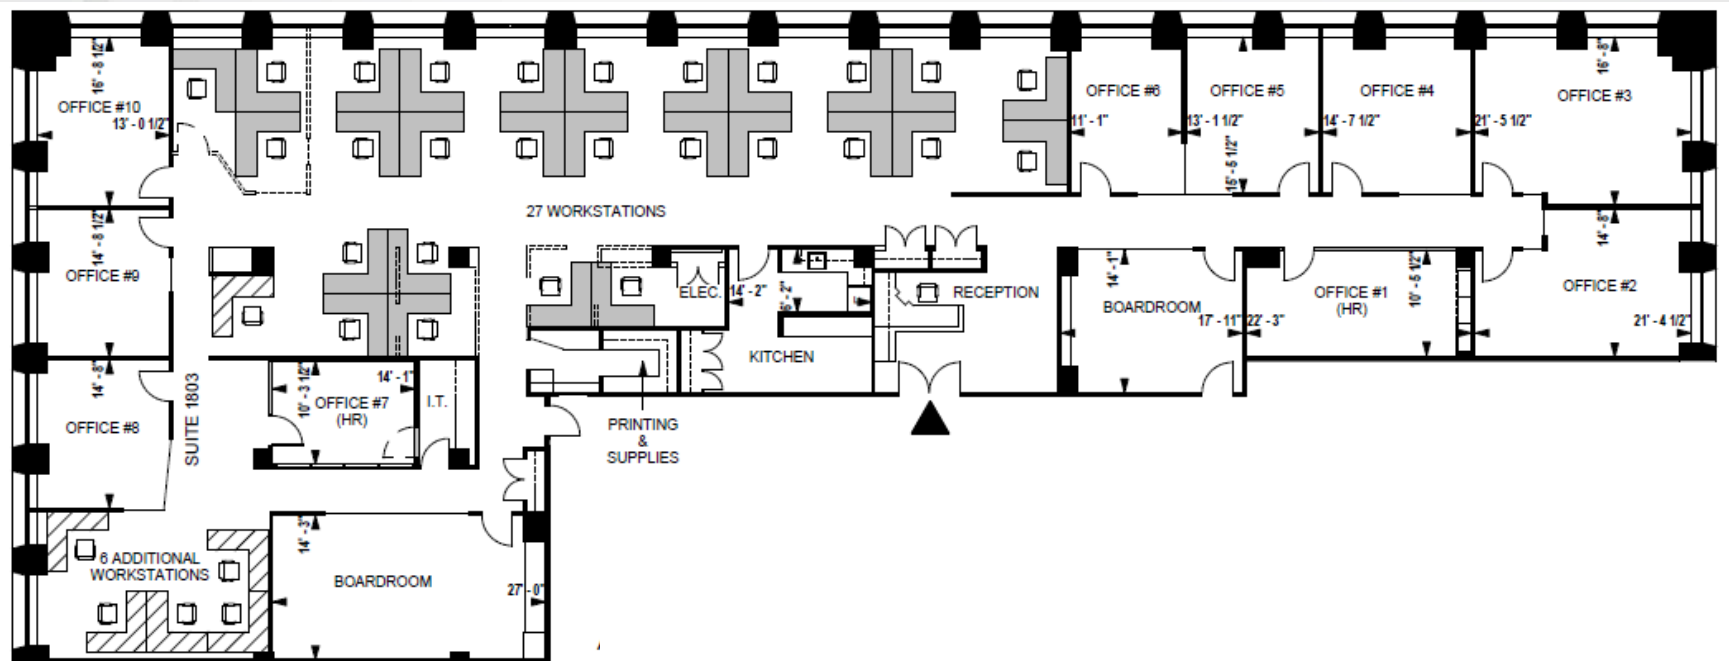 16' - 8 1/2"
OFFICE #10
13' - 0 1/2"
OFFICE #6
11' - 1"
OFFICE #5
13' - 1 1/2"
15' - 5 1/2"
OFFICE #4
14' - 7 1/2"
16' - 8"
OFFICE #3
21' - 5 1/2"
27 WORKSTATIONS
14' - 8 1/2"
OFFICE #9
ELEC.
14' - 2"
6' - 2"
RECEPTION
14' - 1"
BOARDROOM
17' - 11"
OFFICE #1
(HR)
10' - 5 1/2"
22' - 3"
14' - 8"
OFFICE #2
21' - 4 1/2"
KITCHEN
14' - 8"
OFFICE #8
SUITE 1803
10' - 3 1/2"
14' - 1"
OFFICE #7
(HR)
I.T.
PRINTING
&
SUPPLIES
6 ADDITIONAL
WORKSTATIONS
14' - 3"
BOARDROOM
27' - 0"